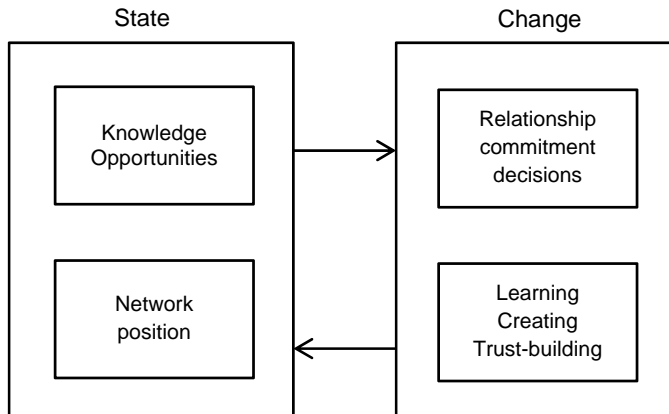 State
Change
Knowledge
Opportunities
Relationship
commitment
decisions
Network
position
Learning
Creating
Trust-building